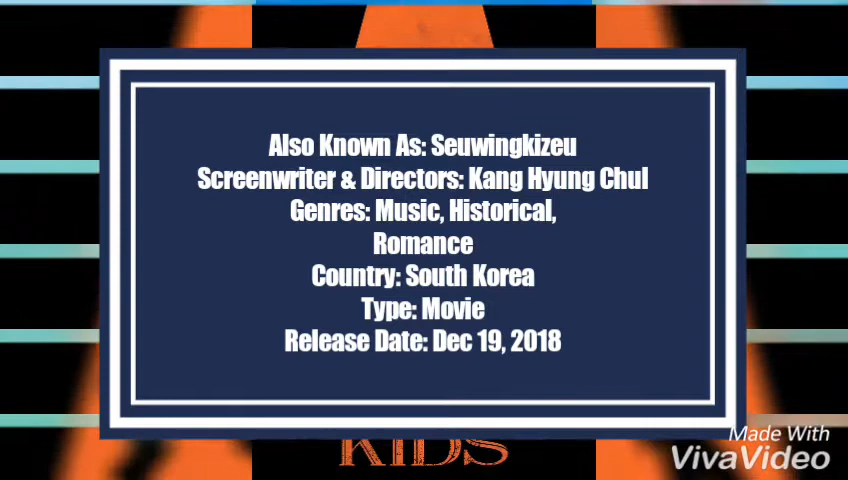 Also Known As: Seuwingkizeu
Screenwriter & Directors: Kang Hyung Chul
Genres: Music, Historical,
Romance
Country: South Korea
Type: Movie
Release Date: Dec 19, 2018
KIDS
Made With
VivaVideo